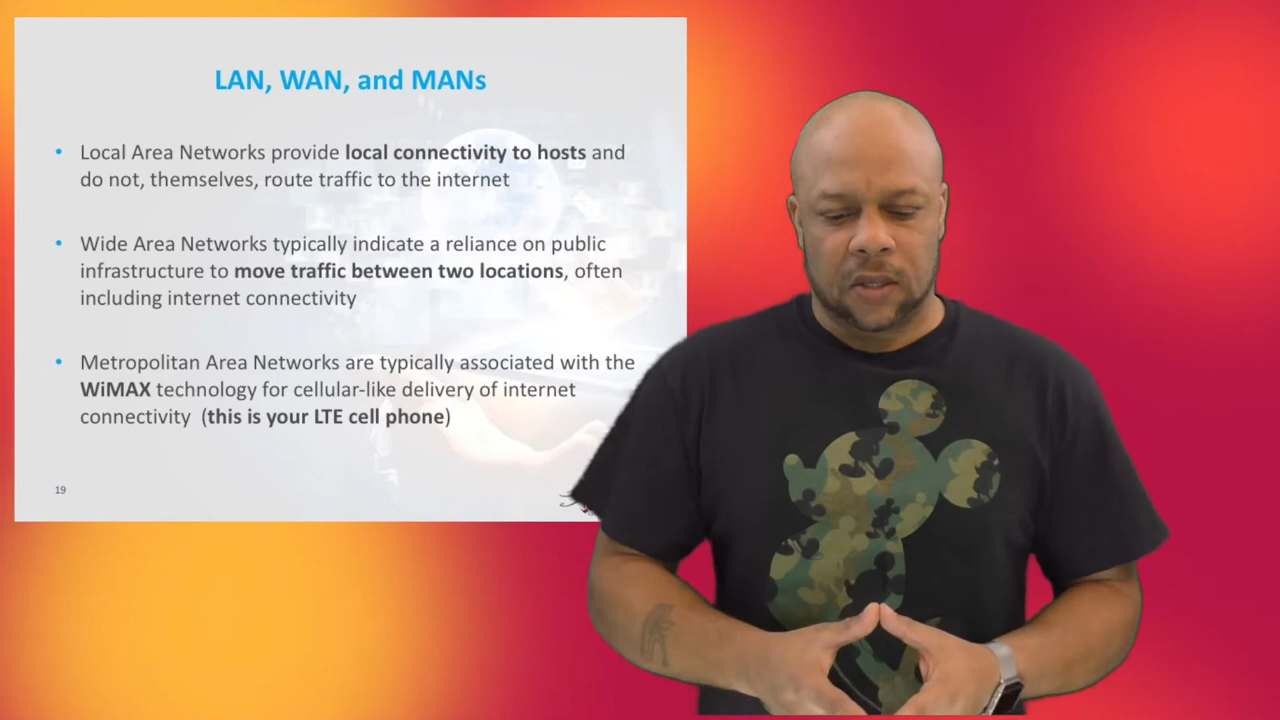 LAN, WAN, and MANs
• Local Area Networks provide local connectivity to hosts and
do not, themselves, route traffic to the internet
• Wide Area Networks typically indicate a reliance on public
infrastructure to move traffic between two locations, often
including internet connectivity
• Metropolitan Area Networks are typically associated with the
WiMAX technology for cellular-like delivery of internet
connectivity (this is your LTE cell phone)
19